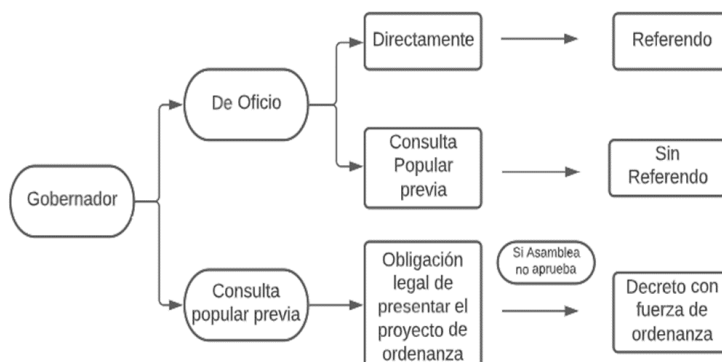 Directamente
Referendo
De Oficio
Consulta
Popular
previa
Sin
Referendo
Gobernador
Consulta
popular previa
Obligación
legal de
presentar el
proyecto de
ordenanza
Si Asamblea
no aprueba
Decreto con
fuerza de
ordenanza